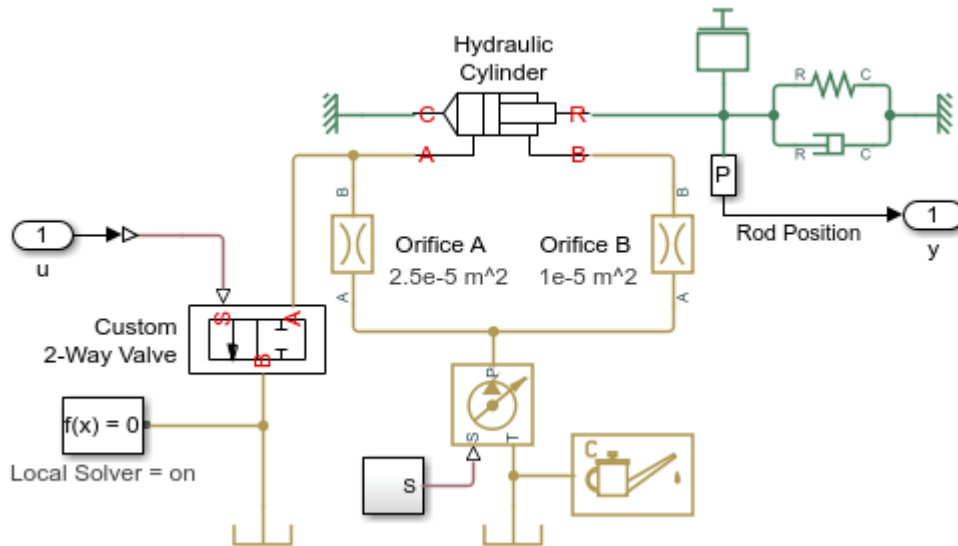 Hydraulic
Cylinder
C
R
A
B
R
C
R
C
P
Rod Position
1
y
1
u
B
Orifice A
2.5e-5 m^2
A
Orifice B
1e-5 m^2
B
A
Custom
2-Way Valve
S
A
B
f(x) = 0
Local Solver = on
P
S
T
S
C